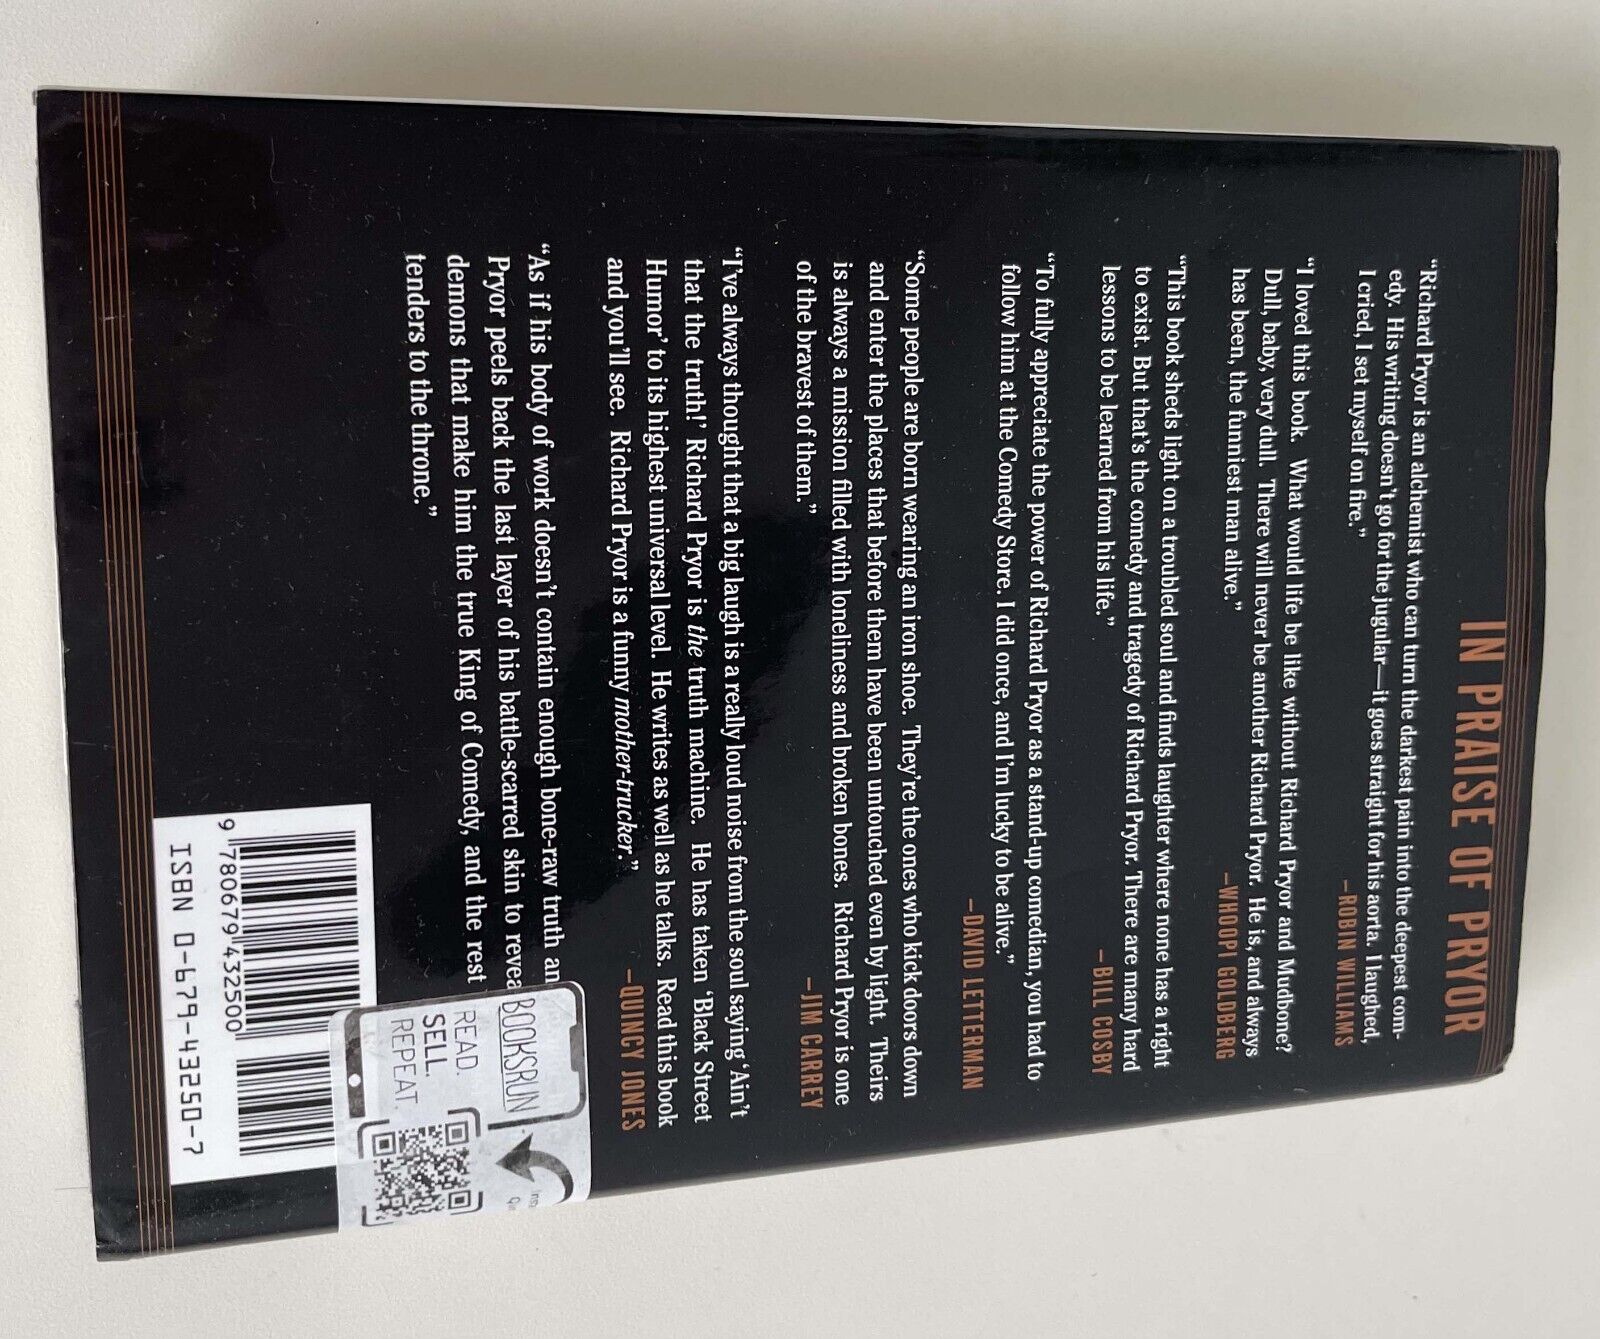 IN PRAISE OF PRYOR
“Richard Pryor is an alchemist who can turn the darkest pain into the deepest com-
edy. His writing doesn't go for the jugular—it goes straight for his aorta. I laughed,
I cried, I set myself on fire.”
–ROBIN WILLIAMS
“I loved this book. What would life be like without Richard Pryor and Mudbone?
Dull, baby, very dull. There will never be another Richard Pryor. He is, and always
has been, the funniest man alive.”
–WHOOPI GOLDBERG
“This book sheds light on a troubled soul and finds laughter where none has a right
to exist. But that's the comedy and tragedy of Richard Pryor. There are many hard
lessons to be learned from his life.”
–BILL COSBY
“To fully appreciate the power of Richard Pryor as a stand-up comedian, you had to
follow him at the Comedy Store. I did once, and I'm lucky to be alive.”
–DAVID LETTERMAN
“Some people are born wearing an iron shoe. They're the ones who kick doors down
and enter the places that before them have been untouched even by light. Theirs
is always a mission filled with loneliness and broken bones. Richard Pryor is one
of the bravest of them.”
–JIM CARREY
“I've always thought that a big laugh is a really loud noise from the soul saying ‘Ain't
that the truth!’ Richard Pryor is the truth machine. He has taken ‘Black Street
Humor’ to its highest universal level. He writes as well as he talks. Read this book
and you'll see. Richard Pryor is a funny mother-trucker.”
–QUINCY JONES
“As if his body of work doesn't contain enough bone-raw truth an
Pryor peels back the last layer of his battle-scarred skin to revea
demons that make him the true King of Comedy, and the rest
tenders to the throne.”
BOOKSRUN
READ.
SELL.
REPEAT.
9 780679 432500
ISBN 0-679-43250-7